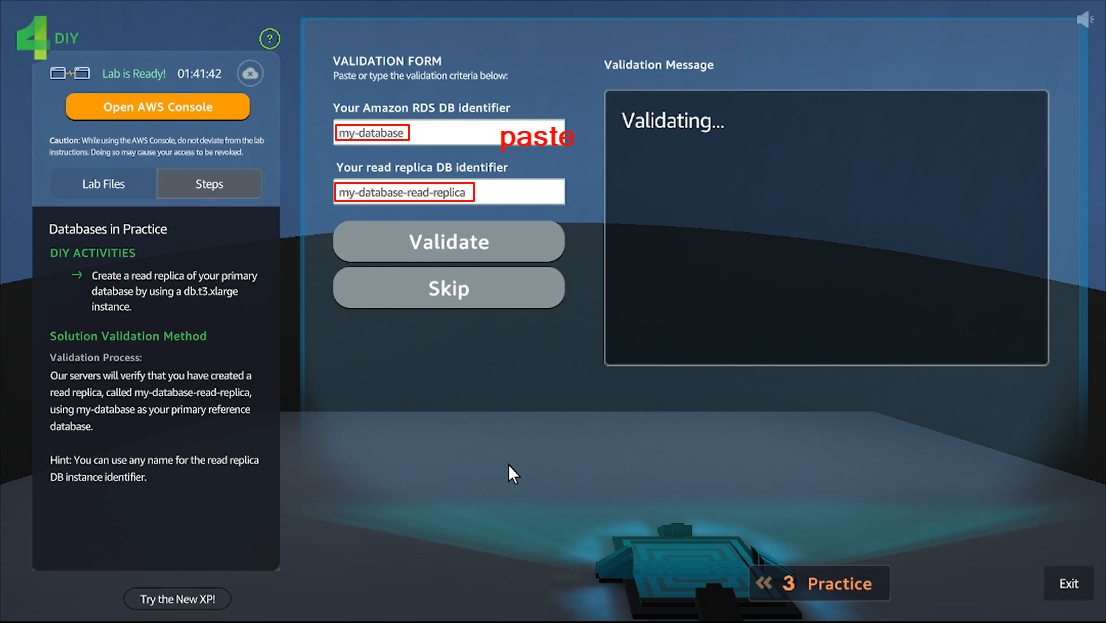 4 DIY
?
Lab is Ready! 01:41:42
Open AWS Console
Caution: While using the AWS Console, do not deviate from the lab
instructions. Doing so may cause your access to be revoked.
Lab Files
Steps
Databases in Practice
DIY ACTIVITIES
→ Create a read replica of your primary
database by using a db.t3.xlarge
instance.
Solution Validation Method
Validation Process:
Our servers will verify that you have created a
read replica, called my-database-read-replica,
using my-database as your primary reference
database.
Hint: You can use any name for the read replica
DB instance identifier.
Try the New XP!
VALIDATION FORM
Paste or type the validation criteria below:
Your Amazon RDS DB identifier
my-database
paste
Your read replica DB identifier
my-database-read-replica
Validate
Skip
Validation Message
Validating...
« 3 Practice
Exit